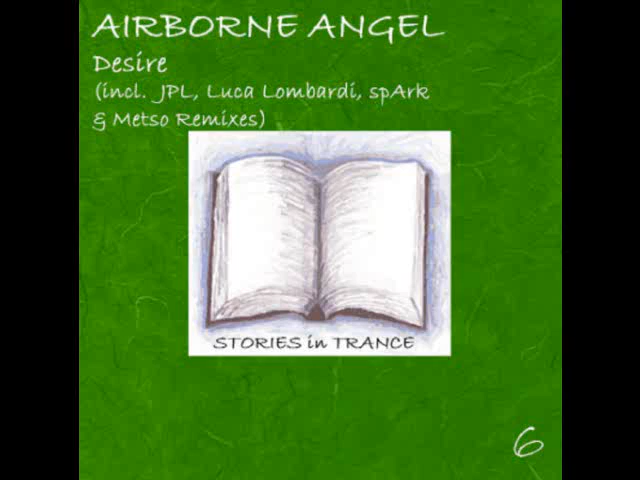 AIRBORNE ANGEL
Desire
(incl. JPL, Luca Lombardi, spArk
& Metso Remixes)
STORIES in TRANCE
6